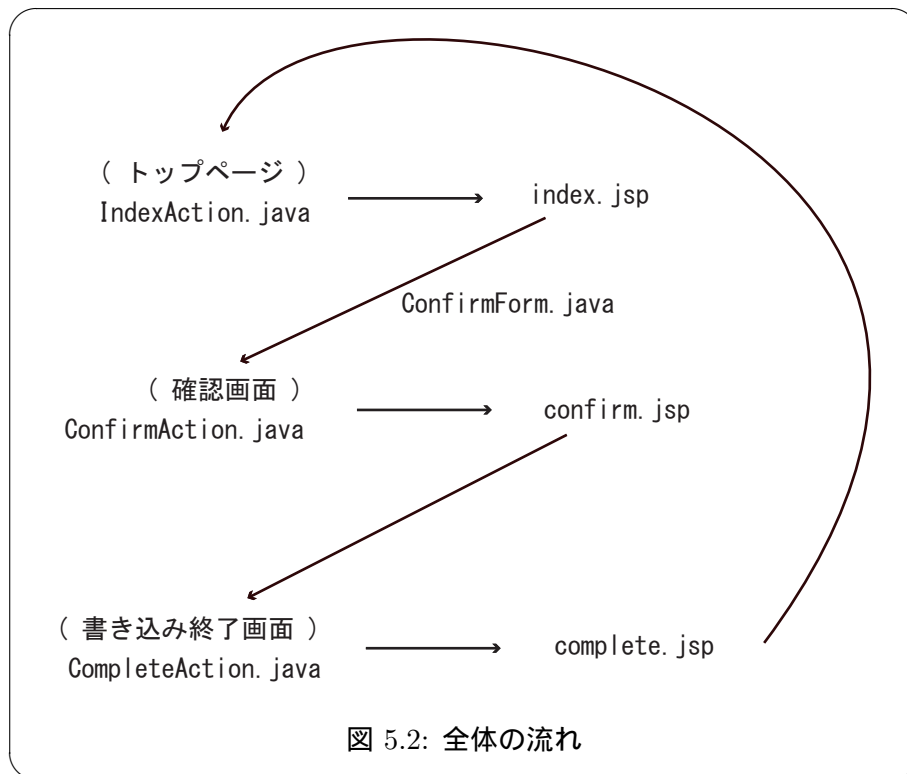 ( トップページ )
IndexAction.java
index.jsp
ConfirmForm.java
( 確認画面 )
ConfirmAction.java
confirm.jsp
( 書き込み終了画面 )
CompleteAction.java
complete.jsp
図 5.2: 全体の流れ